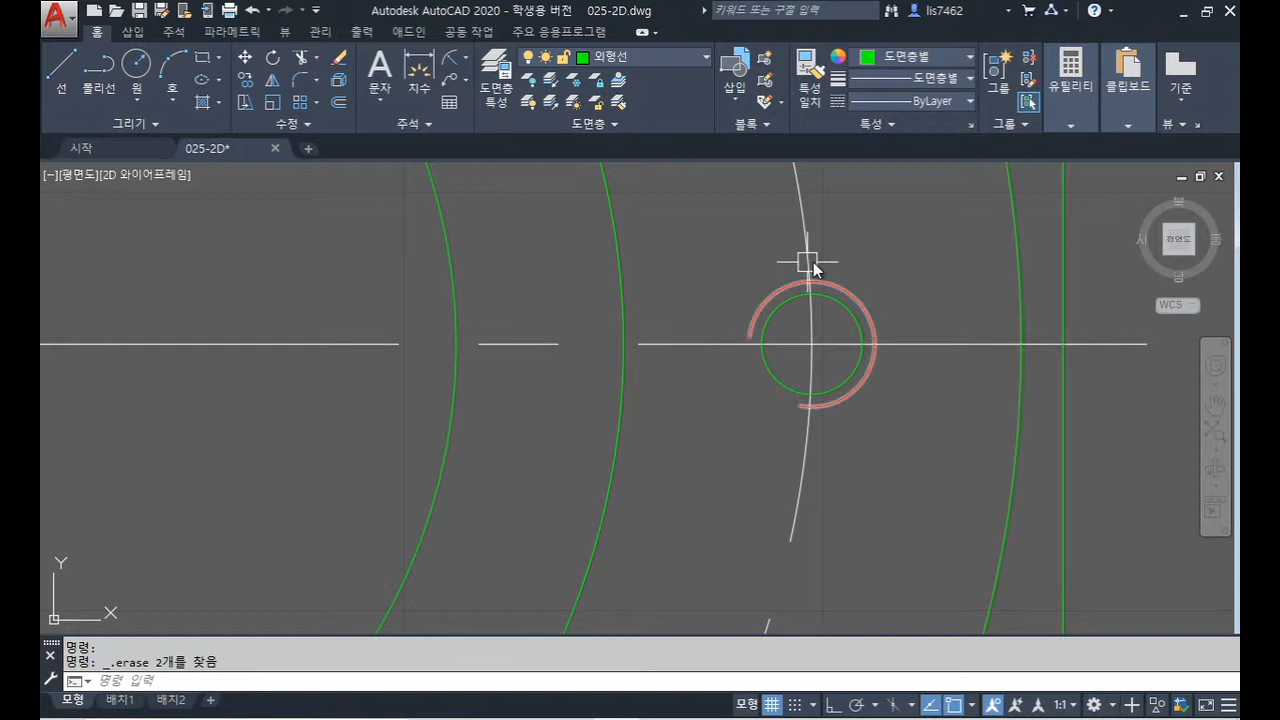 Autodesk AutoCAD 2020 - 학생용 버전 025-2D.dwg
키워드 또는 구절 입력
lis7462
홈 삽입 주석 뷰 파라메트릭 관리 출력 애드인 공동 작업 주요 응용프로그램
선 폴리선 원 호
문자 치수
도면층 특성
외형선
삽입
특성 일치
도면층별
도면층별
ByLayer
그룹
유틸리티
클립보드
기준
그리기 수정 주석 도면층 블록 특성 그룹 뷰
시작 025-2D*
[−][평면도][2D 와이어프레임]
북
서 평면도 동
남
WCS
Y
X
명령:
명령: _.erase 2개를 찾음
명령 입력
모형 배치1 배치2
모형 1:1